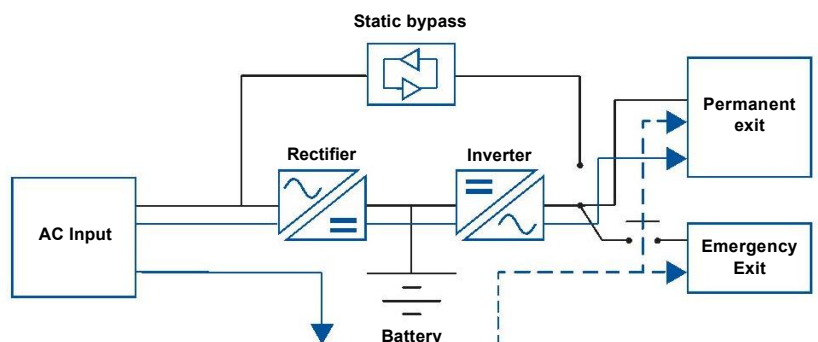 Static bypass
Permanent
exit
Rectifier
Inverter
AC Input
Emergency
Exit
Battery